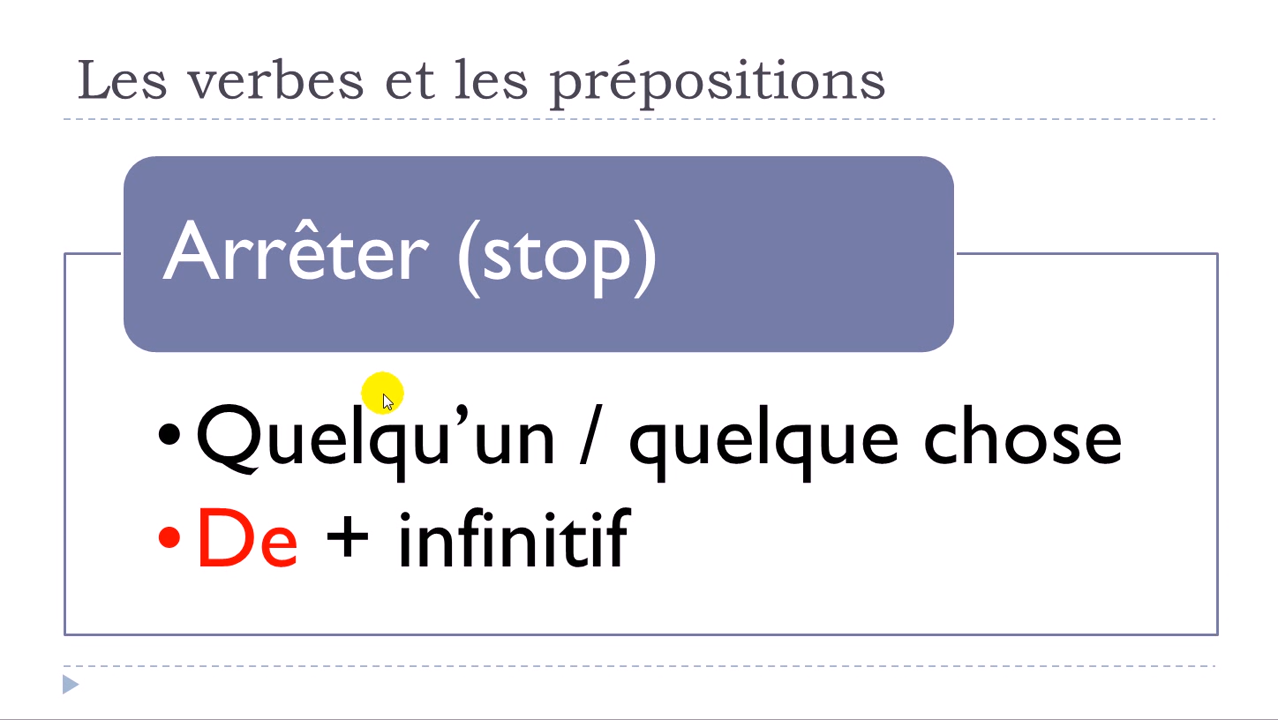 Les verbes et les prépositions
Arrêter (stop)
•Quelqu’un / quelque chose
•De + infinitif